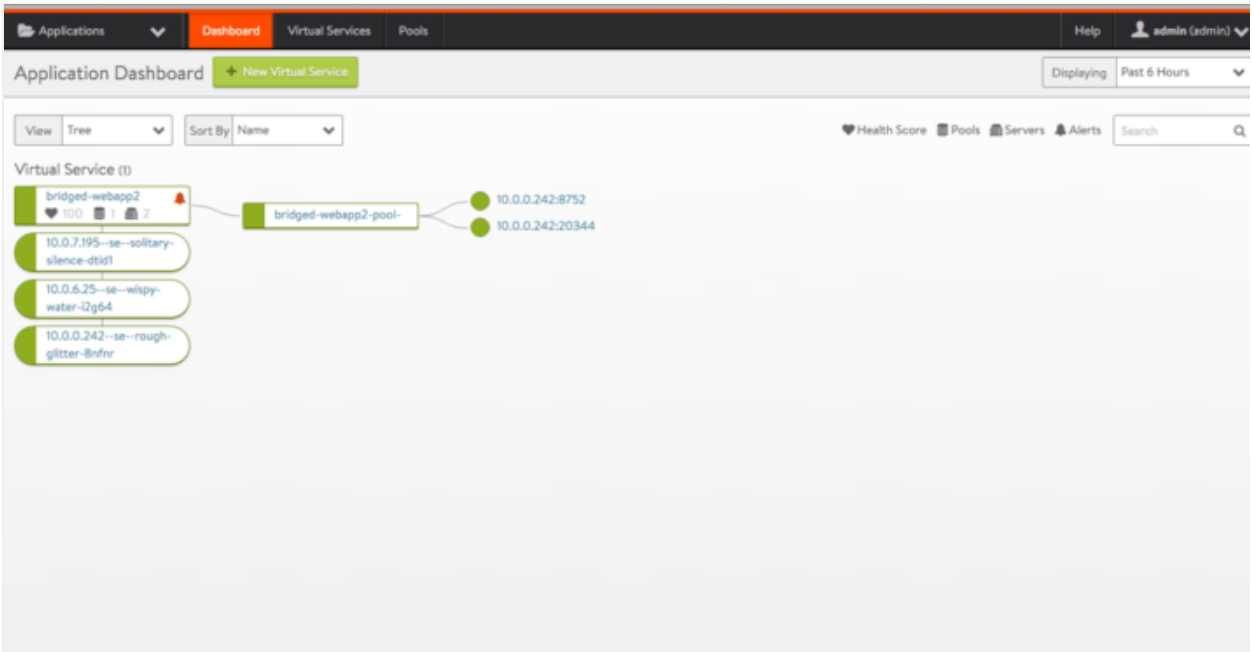 Applications Dashboard Virtual Services Pools Help admin (admin)
Application Dashboard + New Virtual Service Displaying Past 6 Hours
View Tree Sort By Name Health Score Pools Servers Alerts Search
Virtual Service (1)
bridged-webapp2
100 1 2
10.0.7.195--se--solitary-
silence-dtid1
10.0.6.25--se--wispy-
water-i2g64
10.0.0.242--se--rough-
glitter-8nfnr
bridged-webapp2-pool-
10.0.0.242:8752
10.0.0.242:20344